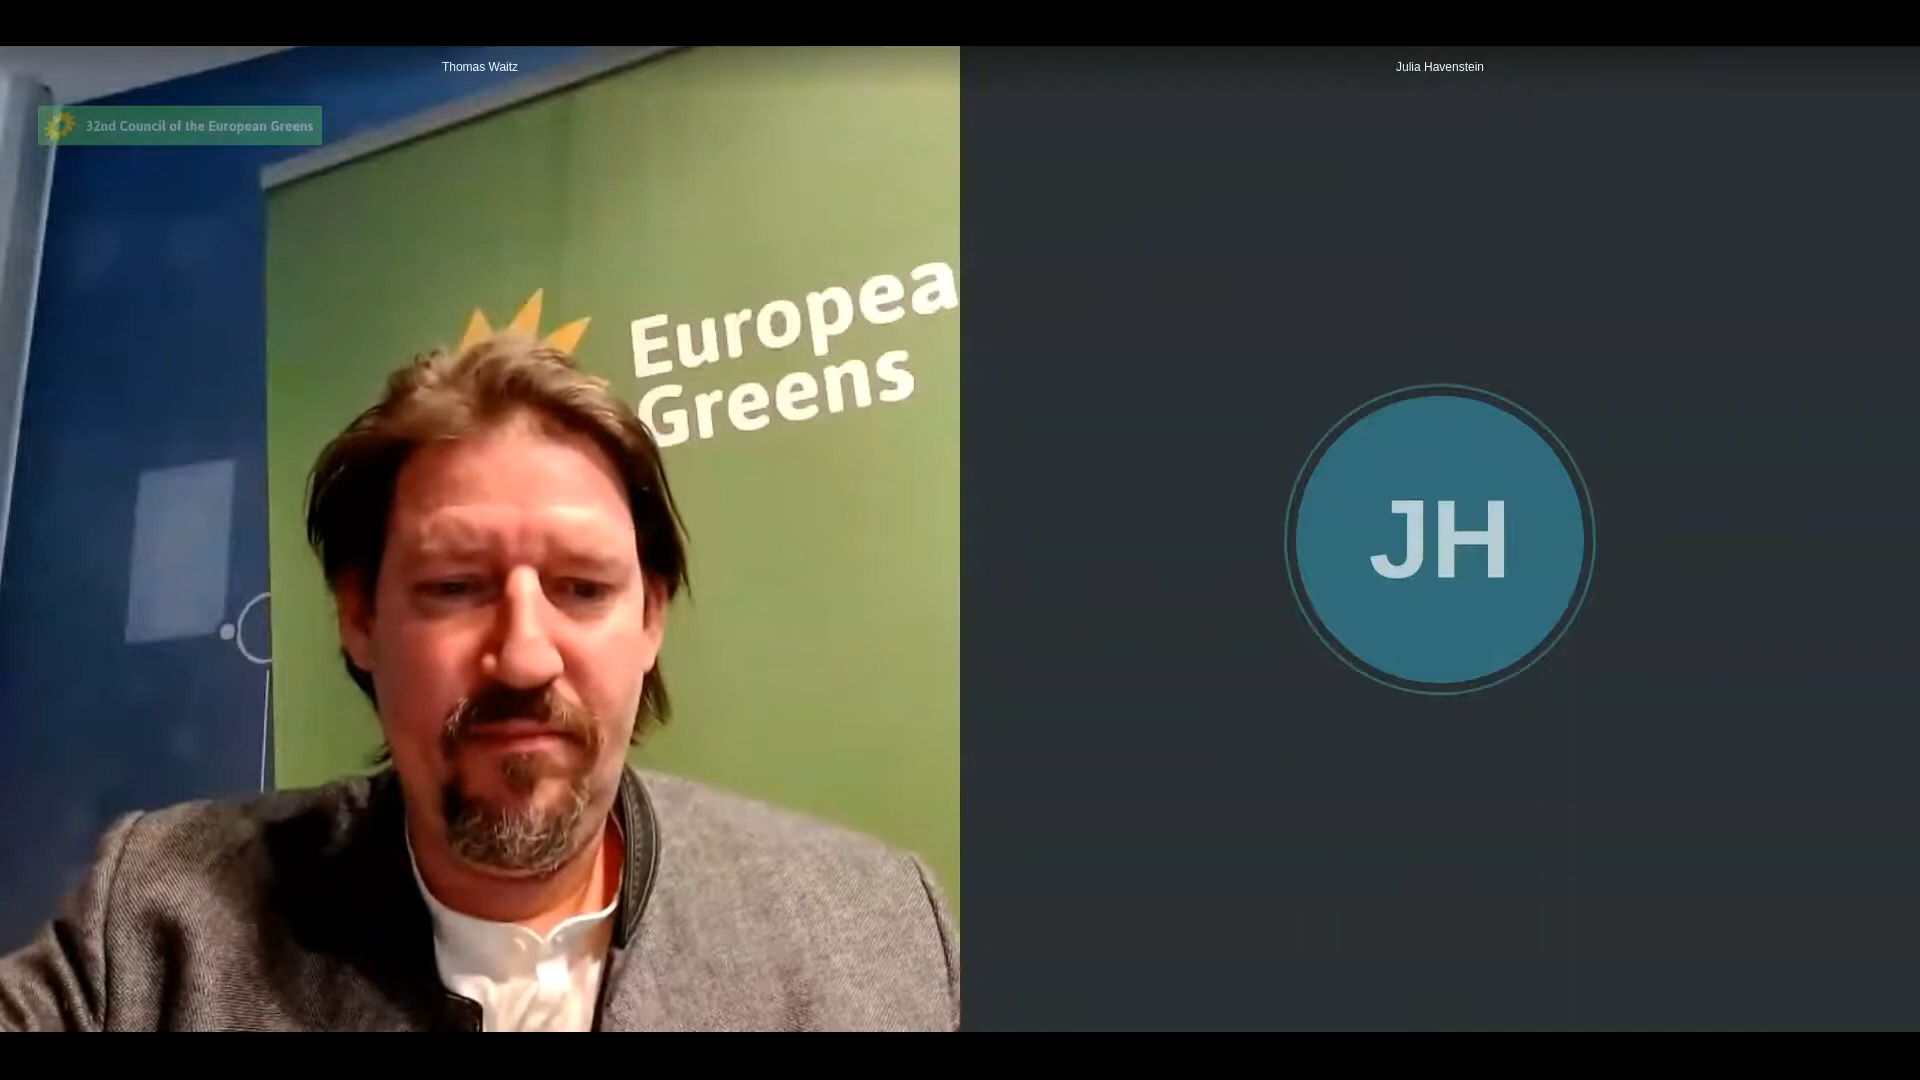 Thomas Waitz
Julia Havenstein
32nd Council of the European Greens
Europea
Greens
JH